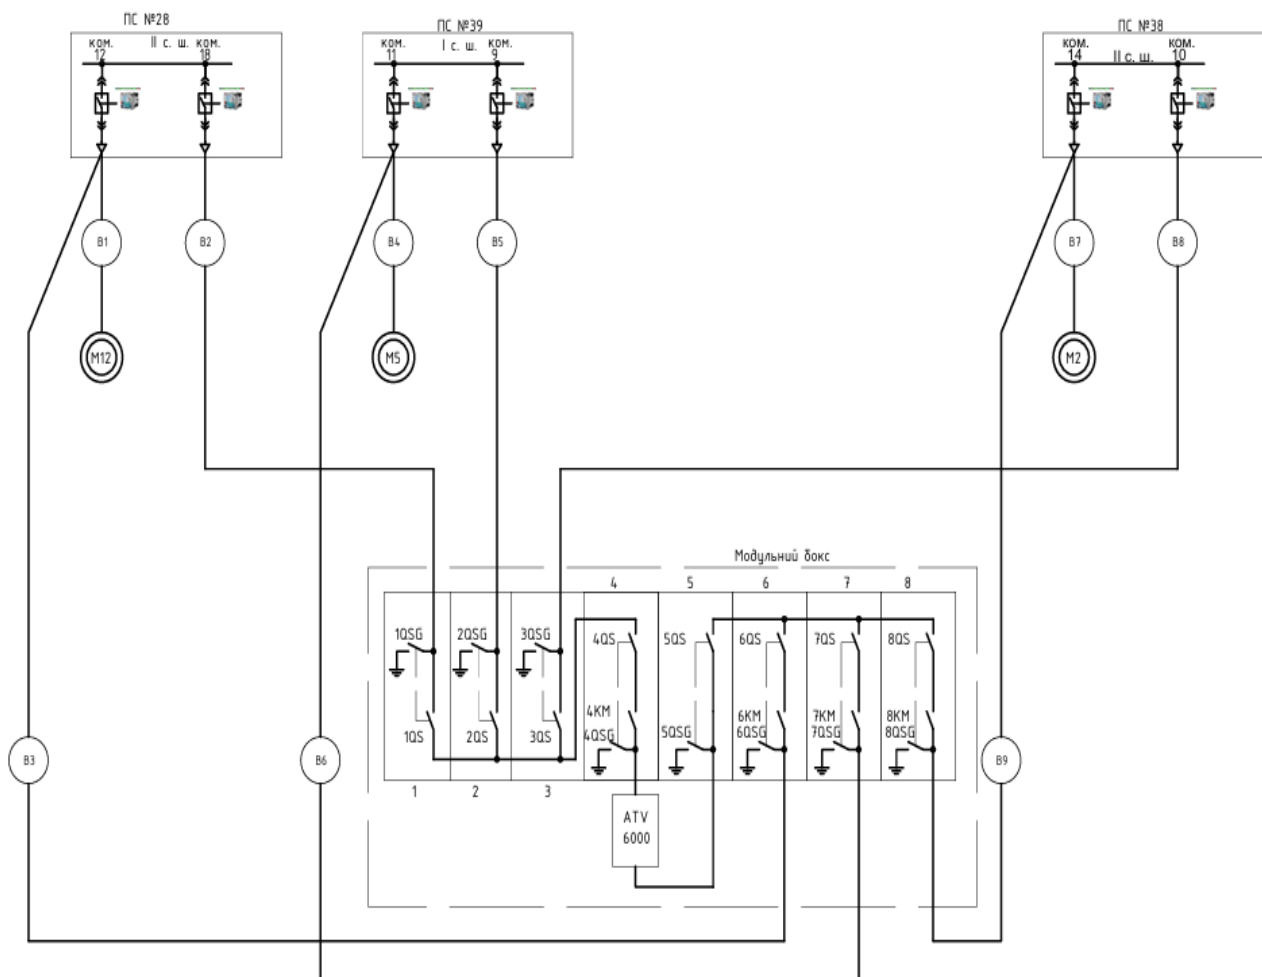 ПС №28
ПС №39
ПС №38
ком. II с. ш. ком.
12 18
ком. I с. ш. ком.
11 9
ком. ком.
14 II с. ш. 10
B1 B2 B4 B5 B7 B8
M12 M5 M2
Модульний бокс
4 5 6 7 8
1QSG 2QSG 3QSG 4QS 5QS 6QS 7QS 8QS
4KM 6KM 7KM 8KM
1QS 2QS 3QS 4QSG 5QSG 6QSG 7QSG 8QSG
B3 B6 B9
1 2 3
ATV
6000